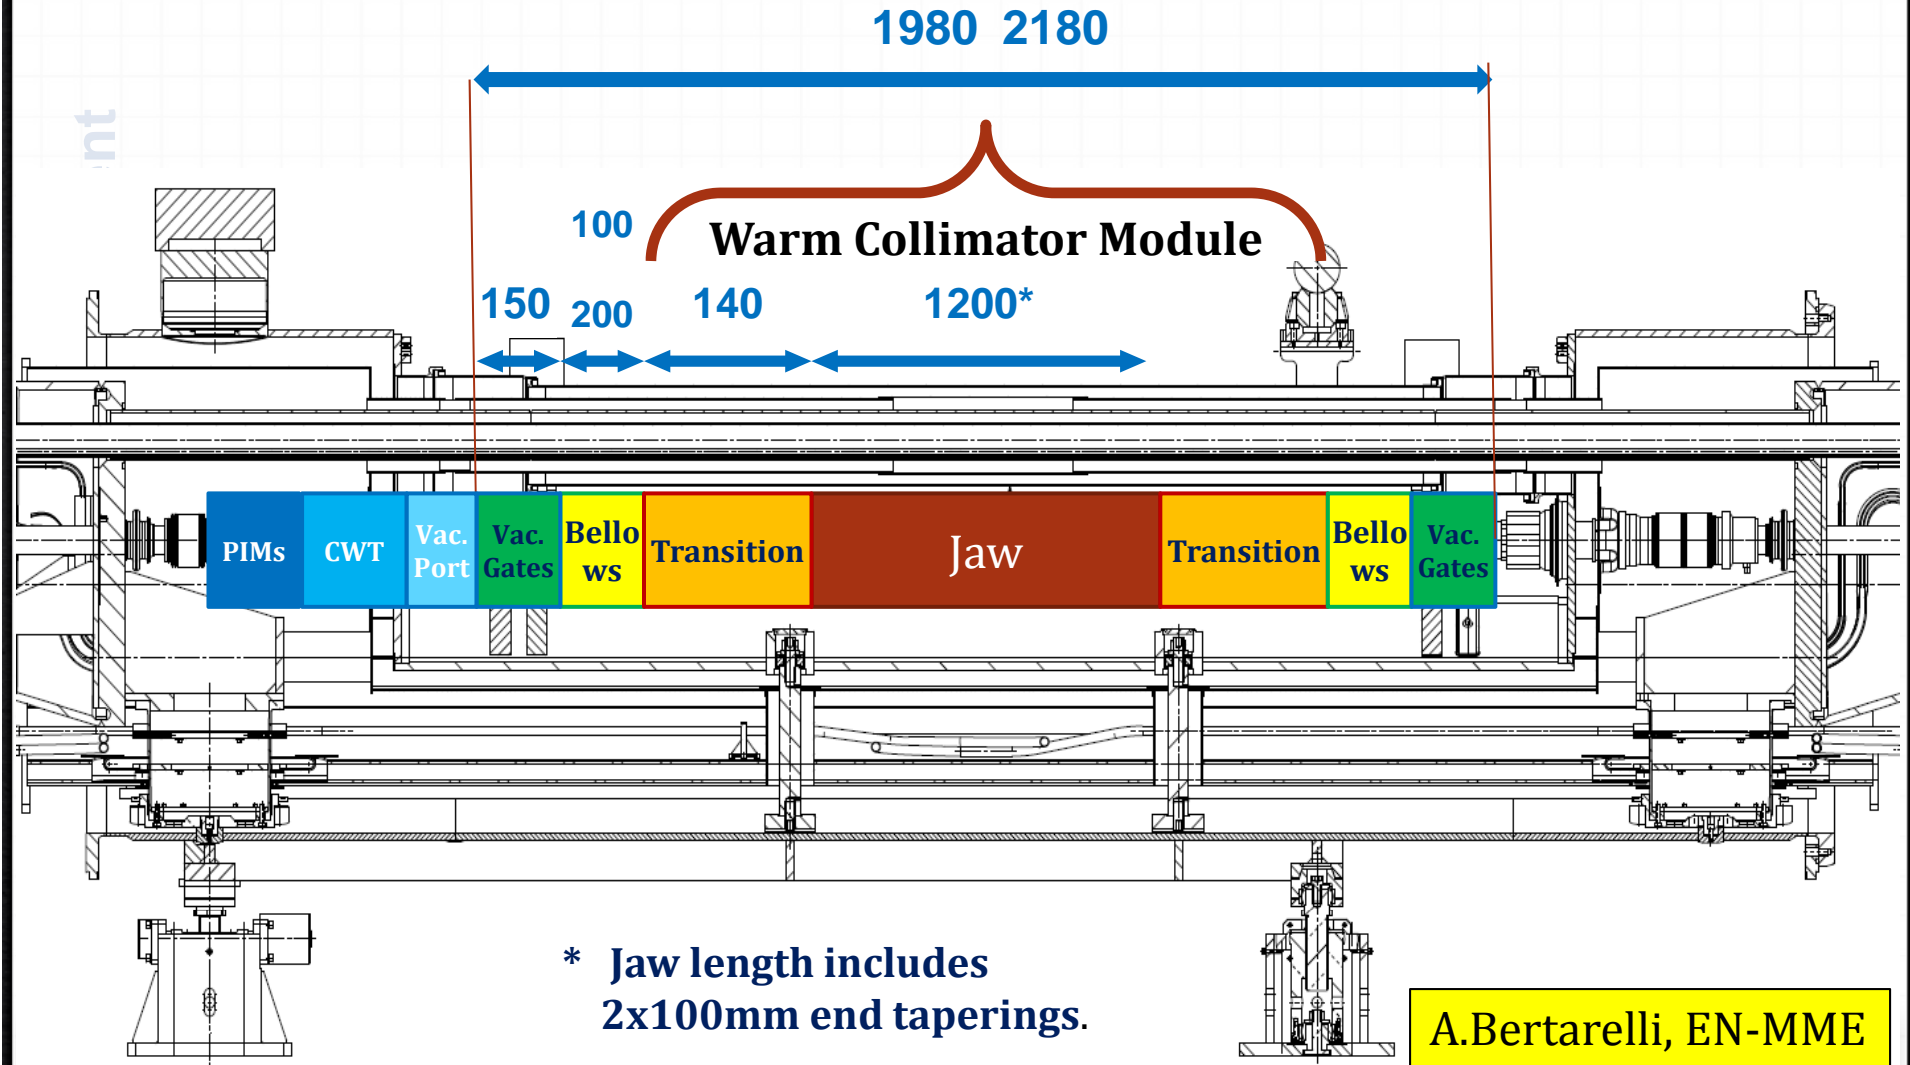 1980 2180
ent
100
Warm Collimator Module
150
200
140
1200*
PIMs
CWT
Vac.
Port
Vac.
Gates
Bello
ws
Transition
Jaw
Transition
Bello
ws
Vac.
Gates
* Jaw length includes
2x100mm end taperings.
A.Bertarelli, EN-MME